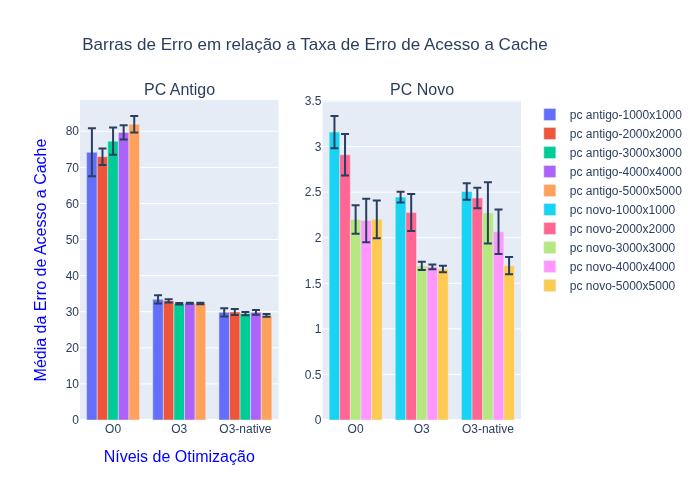 Barras de Erro em relação a Taxa de Erro de Acesso a Cache
PC Antigo
PC Novo
Média da Erro de Acesso a Cache
80
70
60
50
40
30
20
10
0
O0
O3
O3-native
3.5
3
2.5
2
1.5
1
0.5
0
O0
O3
O3-native
Níveis de Otimização
pc antigo-1000x1000
pc antigo-2000x2000
pc antigo-3000x3000
pc antigo-4000x4000
pc antigo-5000x5000
pc novo-1000x1000
pc novo-2000x2000
pc novo-3000x3000
pc novo-4000x4000
pc novo-5000x5000